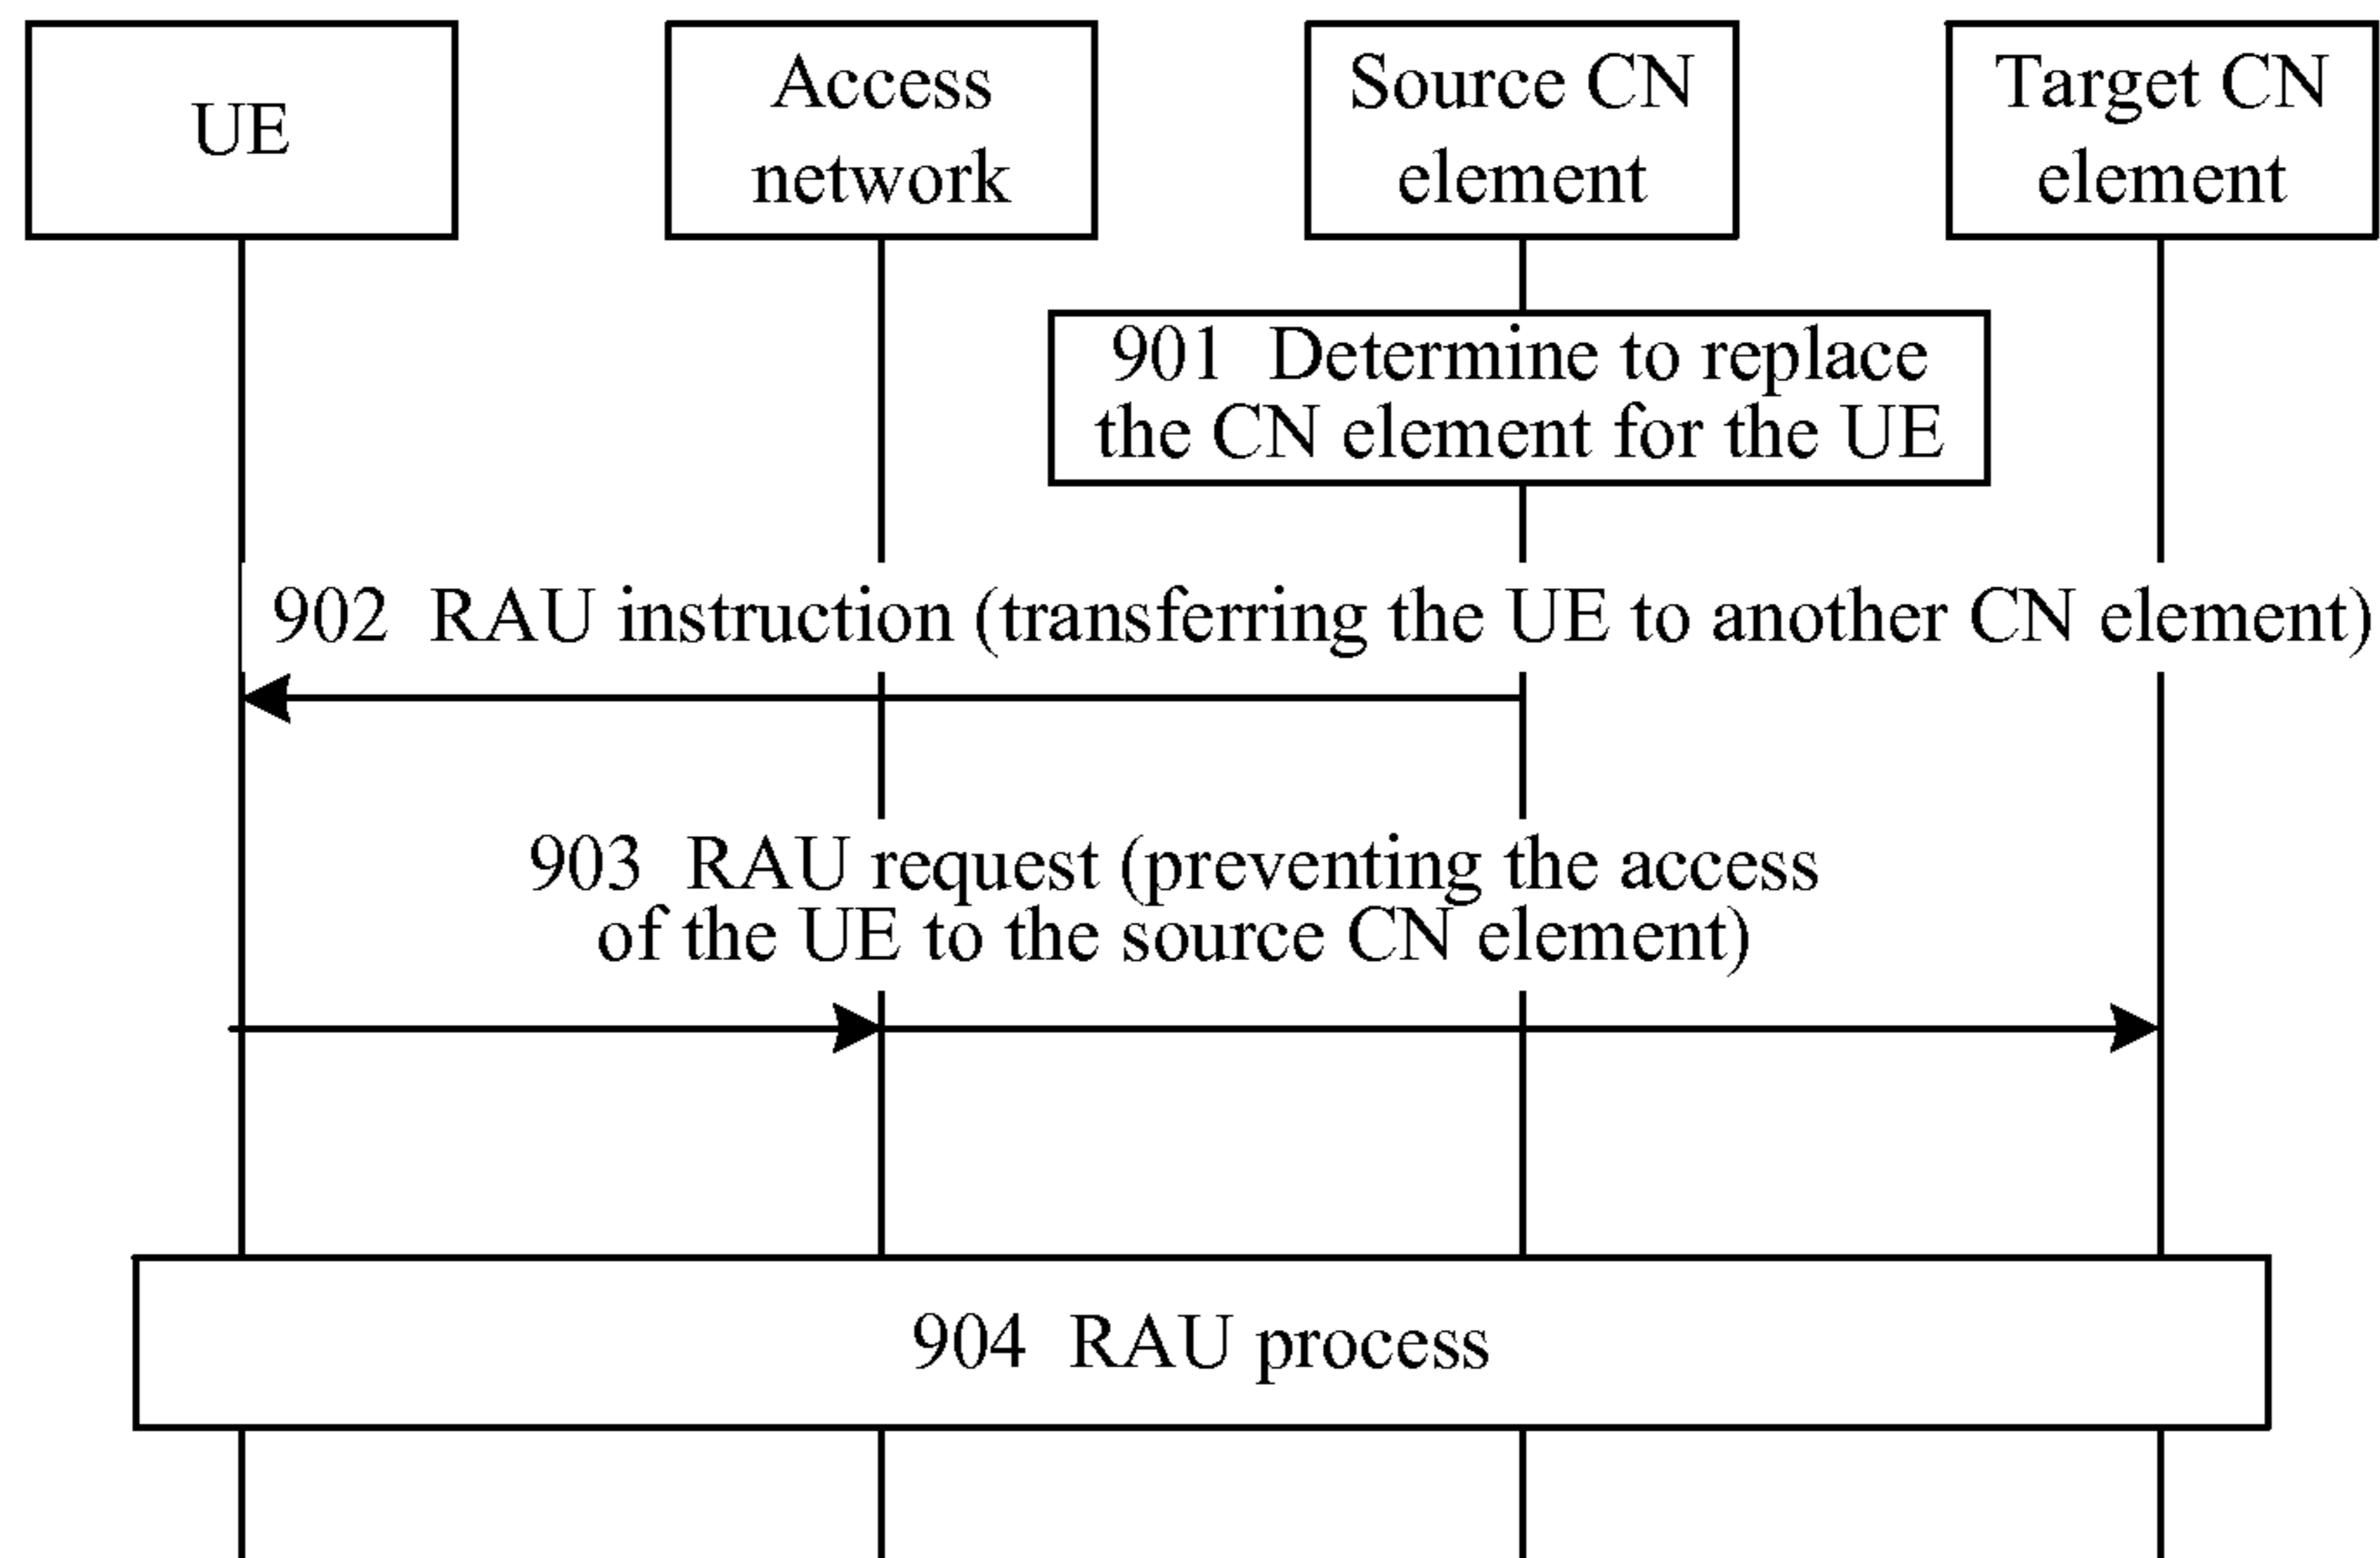 UE
Access
network
Source CN
element
Target CN
element
901 Determine to replace
the CN element for the UE
902 RAU instruction (transferring the UE to another CN element)
903 RAU request (preventing the access
of the UE to the source CN element)
904 RAU process